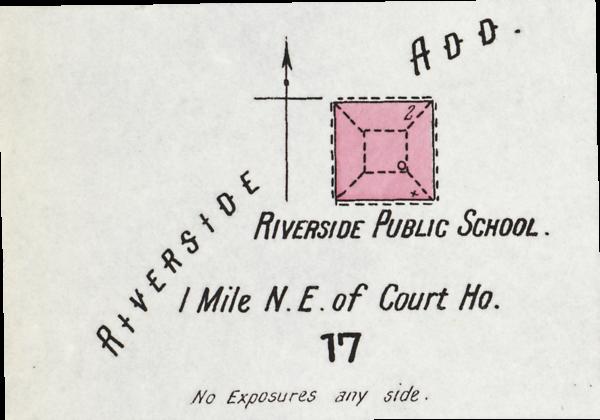 ADD.
2
RIVERSIDE
RIVERSIDE PUBLIC SCHOOL.
1 Mile N.E. of Court Ho.
17
No Exposures any side.